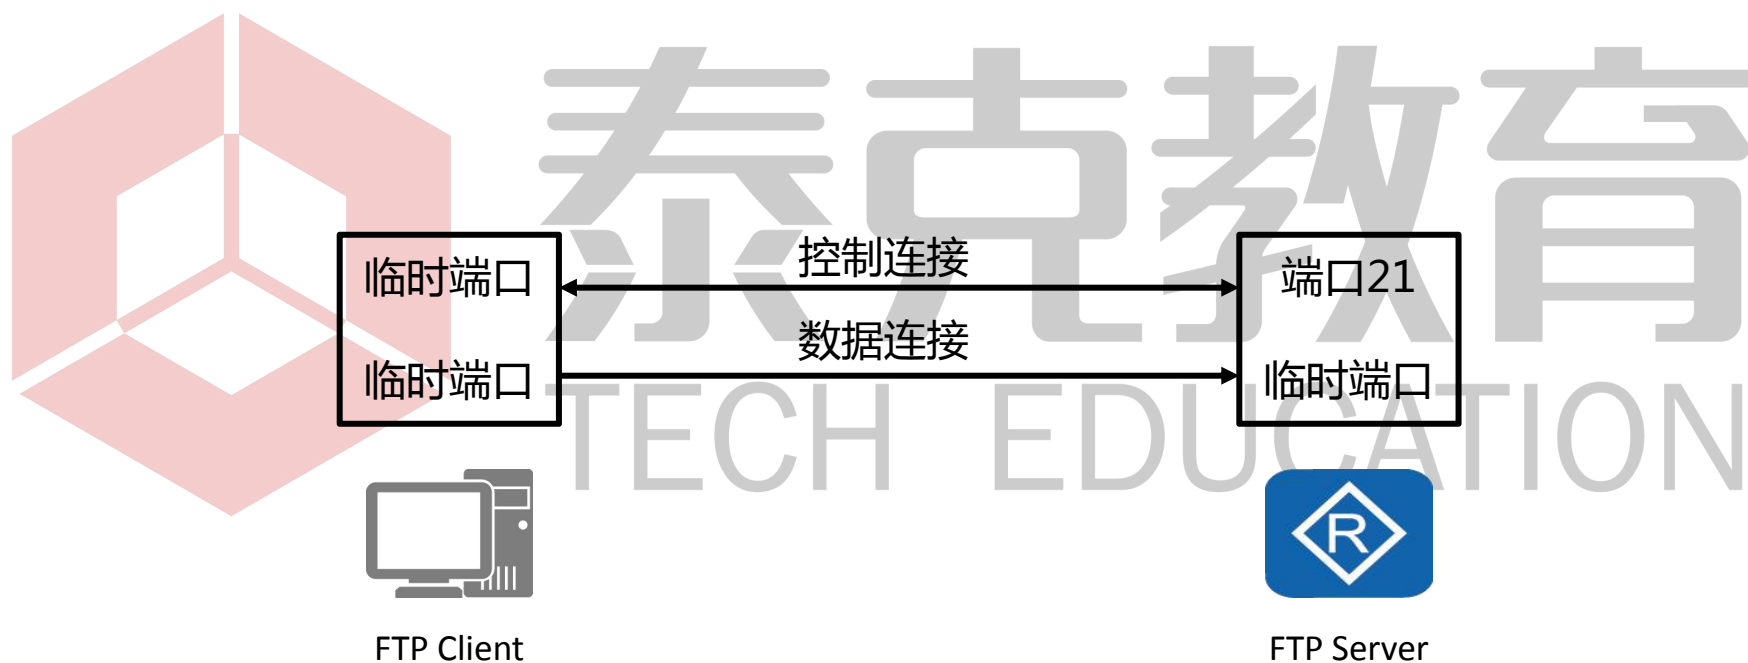 泰克教育
TECH EDUCATION
控制连接
临时端口
端口21
数据连接
临时端口
临时端口
R
FTP Client
FTP Server